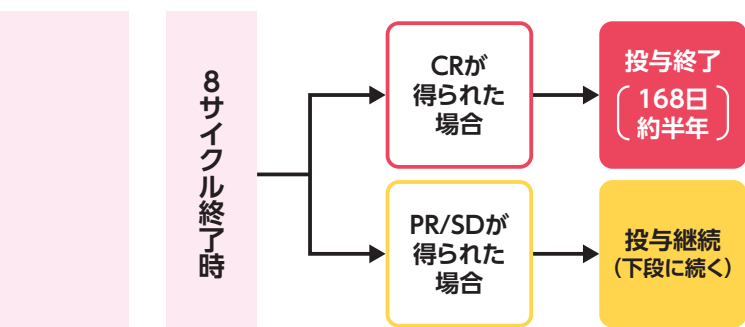 8サイクル終了時
CRが
得られた
場合
投与終了
168日
約半年
PR/SDが
得られた
場合
投与継続
(下段に続く)